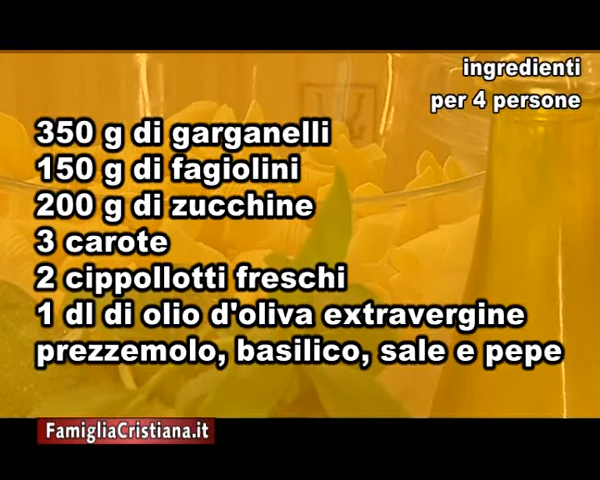 ingredienti
per 4 persone
350 g di garganelli
150 g di fagiolini
200 g di zucchine
3 carote
2 cippollotti freschi
1 dl di olio d'oliva extravergine
prezzemolo, basilico, sale e pepe
FamigliaCristiana.it